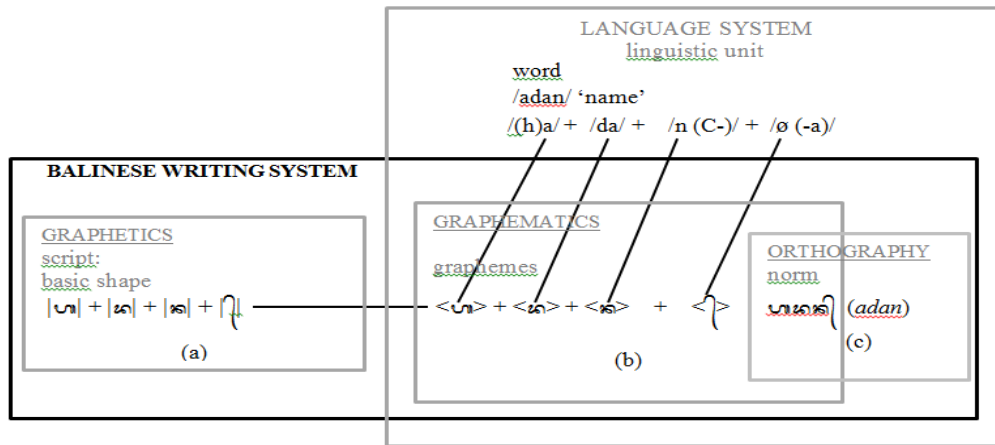 LANGUAGE SYSTEM
linguistic unit
word
/adan/ ‘name’
/(h)a/ + /da/ + /n (C-)/ + /ø (-a)/
BALINESE WRITING SYSTEM
GRAPHETICS
script:
basic shape
|ᬳ| + |ᬤ| + |ᬦ| + |᭄|
(a)
GRAPHEMATICS
graphemes
<ᬳ> + <ᬤ> + <ᬦ> + <᭄>
(b)
ORTHOGRAPHY
norm
ᬳᬤᬦ᭄ (adan)
(c)